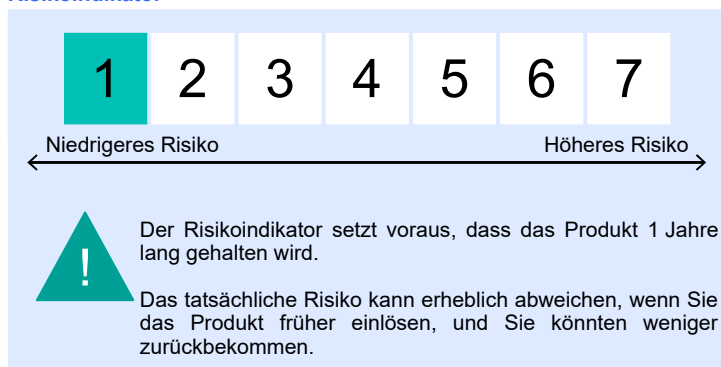 Risikoindikator
1 2 3 4 5 6 7
Niedrigeres Risiko Höheres Risiko
!
Der Risikoindikator setzt voraus, dass das Produkt 1 Jahre
lang gehalten wird.
Das tatsächliche Risiko kann erheblich abweichen, wenn Sie
das Produkt früher einlösen, und Sie könnten weniger
zurückbekommen.